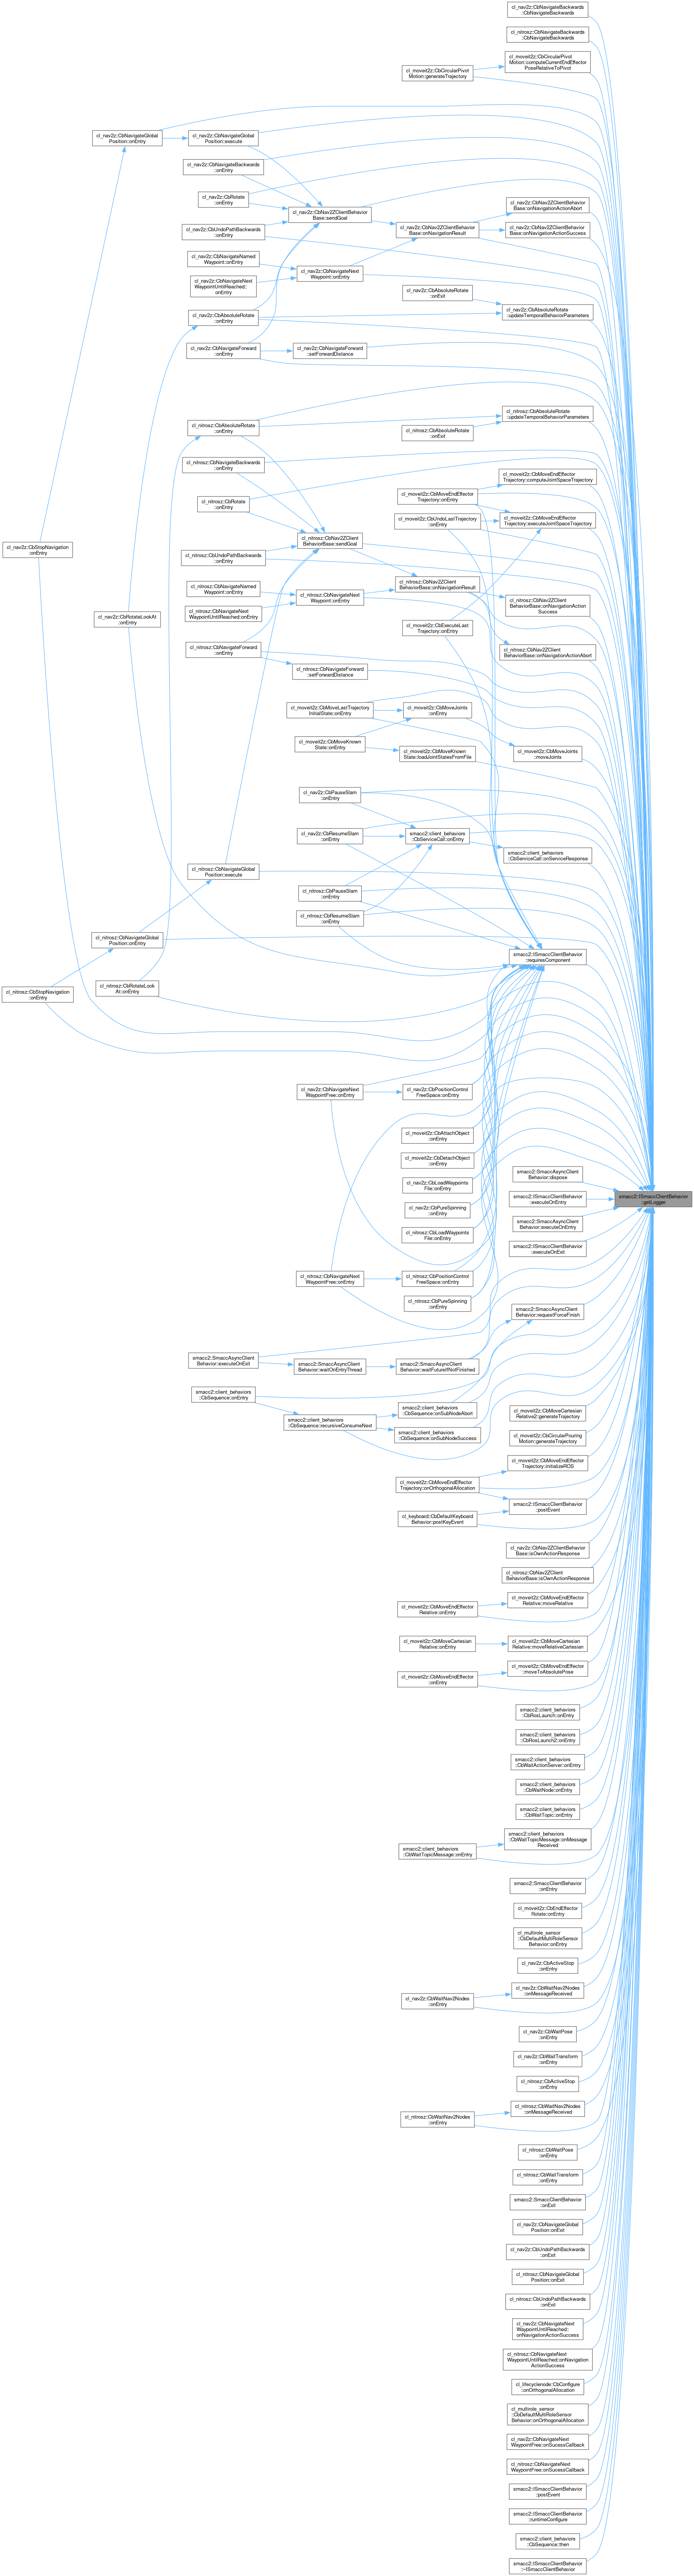 cl_nav2z::CbNavigateBackwards
::CbNavigateBackwards
cl_nitrosz::CbNavigateBackwards
::CbNavigateBackwards
cl_moveit2z::CbCircularPivot
Motion::computeCurrentEndEffector
PoseRelativeToPivot
cl_moveit2z::CbCircularPivot
Motion::generateTrajectory
cl_nav2z::CbNavigateGlobal
Position::onEntry
cl_nav2z::CbNavigateGlobal
Position::execute
cl_nav2z::CbNavigateBackwards
::onEntry
cl_nav2z::CbRotate
::onEntry
cl_nav2z::CbNav2ZClientBehavior
Base::sendGoal
cl_nav2z::CbNav2ZClientBehavior
Base::onNavigationActionAbort
cl_nav2z::CbUndoPathBackwards
::onEntry
cl_nav2z::CbNav2ZClientBehavior
Base::onNavigationResult
cl_nav2z::CbNav2ZClientBehavior
Base::onNavigationActionSuccess
cl_nav2z::CbNavigateNamed
Waypoint::onEntry
cl_nav2z::CbNavigateNext
Waypoint::onEntry
cl_nav2z::CbNavigateNext
WaypointUntilReached::
onEntry
cl_nav2z::CbAbsoluteRotate
::onExit
cl_nav2z::CbAbsoluteRotate
::onEntry
cl_nav2z::CbAbsoluteRotate
::updateTemporalBehaviorParameters
cl_nav2z::CbNavigateForward
::onEntry
cl_nav2z::CbNavigateForward
::setForwardDistance
cl_nitrosz::CbAbsoluteRotate
::onEntry
cl_nitrosz::CbAbsoluteRotate
::updateTemporalBehaviorParameters
cl_nitrosz::CbAbsoluteRotate
::onExit
cl_nitrosz::CbNavigateBackwards
::onEntry
cl_moveit2z::CbMoveEndEffector
Trajectory::computeJointSpaceTrajectory
cl_nitrosz::CbRotate
::onEntry
cl_moveit2z::CbMoveEndEffector
Trajectory::onEntry
cl_moveit2z::CbUndoLastTrajectory
::onEntry
cl_moveit2z::CbMoveEndEffector
Trajectory::executeJointSpaceTrajectory
cl_nitrosz::CbNav2ZClient
BehaviorBase::sendGoal
cl_nav2z::CbStopNavigation
::onEntry
cl_nitrosz::CbUndoPathBackwards
::onEntry
cl_nitrosz::CbNav2ZClient
BehaviorBase::onNavigationResult
cl_nitrosz::CbNavigateNamed
Waypoint::onEntry
cl_nitrosz::CbNavigateNext
Waypoint::onEntry
cl_nitrosz::CbNav2ZClient
BehaviorBase::onNavigationAction
Success
cl_nitrosz::CbNavigateNext
WaypointUntilReached::onEntry
cl_nav2z::CbRotateLookAt
::onEntry
cl_moveit2z::CbExecuteLast
Trajectory::onEntry
cl_nitrosz::CbNavigateForward
::onEntry
cl_nitrosz::CbNav2ZClient
BehaviorBase::onNavigationActionAbort
cl_nitrosz::CbNavigateForward
::setForwardDistance
cl_moveit2z::CbMoveLastTrajectory
InitialState::onEntry
cl_moveit2z::CbMoveJoints
::onEntry
cl_moveit2z::CbMoveKnown
State::onEntry
cl_moveit2z::CbMoveKnown
State::loadJointStatesFromFile
cl_moveit2z::CbMoveJoints
::moveJoints
cl_nav2z::CbPauseSlam
::onEntry
cl_nav2z::CbResumeSlam
::onEntry
smacc2::client_behaviors
::CbServiceCall::onEntry
smacc2::client_behaviors
::CbServiceCall::onServiceResponse
cl_nitrosz::CbNavigateGlobal
Position::execute
cl_nitrosz::CbPauseSlam
::onEntry
cl_nitrosz::CbResumeSlam
::onEntry
cl_nitrosz::CbNavigateGlobal
Position::onEntry
smacc2::ISmaccClientBehavior
::requiresComponent
cl_nitrosz::CbStopNavigation
::onEntry
cl_nitrosz::CbRotateLook
At::onEntry
cl_nav2z::CbNavigateNext
WaypointFree::onEntry
cl_nav2z::CbPositionControl
FreeSpace::onEntry
cl_moveit2z::CbAttachObject
::onEntry
cl_moveit2z::CbDetachObject
::onEntry
cl_nav2z::CbLoadWaypoints
File::onEntry
smacc2::SmaccAsyncClient
Behavior::dispose
smacc2::ISmaccClientBehavior
::executeOnEntry
smacc2::ISmaccClientBehavior
::getLogger
cl_nav2z::CbPureSpinning
::onEntry
smacc2::SmaccAsyncClient
Behavior::executeOnEntry
cl_nitrosz::CbLoadWaypoints
File::onEntry
smacc2::ISmaccClientBehavior
::executeOnExit
cl_nitrosz::CbNavigateNext
WaypointFree::onEntry
cl_nitrosz::CbPositionControl
FreeSpace::onEntry
cl_nitrosz::CbPureSpinning
::onEntry
smacc2::SmaccAsyncClient
Behavior::requestForceFinish
smacc2::SmaccAsyncClient
Behavior::executeOnExit
smacc2::SmaccAsyncClient
Behavior::waitOnEntryThread
smacc2::SmaccAsyncClient
Behavior::waitFutureIfNotFinished
smacc2::client_behaviors
::CbSequence::onEntry
smacc2::client_behaviors
::CbSequence::onSubNodeAbort
cl_moveit2z::CbMoveCartesian
Relative2::generateTrajectory
smacc2::client_behaviors
::CbSequence::recursiveConsumeNext
smacc2::client_behaviors
::CbSequence::onSubNodeSuccess
cl_moveit2z::CbCircularPouring
Motion::generateTrajectory
cl_moveit2z::CbMoveEndEffector
Trajectory::initializeROS
cl_moveit2z::CbMoveEndEffector
Trajectory::onOrthogonalAllocation
smacc2::ISmaccClientBehavior
::postEvent
cl_keyboard::CbDefaultKeyboard
Behavior::postKeyEvent
cl_nav2z::CbNav2ZClientBehavior
Base::isOwnActionResponse
cl_nitrosz::CbNav2ZClient
BehaviorBase::isOwnActionResponse
cl_moveit2z::CbMoveEndEffector
Relative::moveRelative
cl_moveit2z::CbMoveEndEffector
Relative::onEntry
cl_moveit2z::CbMoveCartesian
Relative::onEntry
cl_moveit2z::CbMoveCartesian
Relative::moveRelativeCartesian
cl_moveit2z::CbMoveEndEffector
::onEntry
cl_moveit2z::CbMoveEndEffector
::moveToAbsolutePose
smacc2::client_behaviors
::CbRosLaunch::onEntry
smacc2::client_behaviors
::CbRosLaunch2::onEntry
smacc2::client_behaviors
::CbWaitActionServer::onEntry
smacc2::client_behaviors
::CbWaitNode::onEntry
smacc2::client_behaviors
::CbWaitTopic::onEntry
smacc2::client_behaviors
::CbWaitTopicMessage::onMessage
Received
smacc2::client_behaviors
::CbWaitTopicMessage::onEntry
smacc2::SmaccClientBehavior
::onEntry
cl_moveit2z::CbEndEffector
Rotate::onEntry
cl_multirole_sensor
::CbDefaultMultiRoleSensor
Behavior::onEntry
cl_nav2z::CbActiveStop
::onEntry
cl_nav2z::CbWaitNav2Nodes
::onMessageReceived
cl_nav2z::CbWaitNav2Nodes
::onEntry
cl_nav2z::CbWaitPose
::onEntry
cl_nav2z::CbWaitTransform
::onEntry
cl_nitrosz::CbActiveStop
::onEntry
cl_nitrosz::CbWaitNav2Nodes
::onMessageReceived
cl_nitrosz::CbWaitNav2Nodes
::onEntry
cl_nitrosz::CbWaitPose
::onEntry
cl_nitrosz::CbWaitTransform
::onEntry
smacc2::SmaccClientBehavior
::onExit
cl_nav2z::CbNavigateGlobal
Position::onExit
cl_nav2z::CbUndoPathBackwards
::onExit
cl_nitrosz::CbNavigateGlobal
Position::onExit
cl_nitrosz::CbUndoPathBackwards
::onExit
cl_nav2z::CbNavigateNext
WaypointUntilReached::
onNavigationActionSuccess
cl_nitrosz::CbNavigateNext
WaypointUntilReached::onNavigation
ActionSuccess
cl_lifecyclenode::CbConfigure
::onOrthogonalAllocation
cl_multirole_sensor
::CbDefaultMultiRoleSensor
Behavior::onOrthogonalAllocation
cl_nav2z::CbNavigateNext
WaypointFree::onSucessCallback
cl_nitrosz::CbNavigateNext
WaypointFree::onSucessCallback
smacc2::ISmaccClientBehavior
::postEvent
smacc2::ISmaccClientBehavior
::runtimeConfigure
smacc2::client_behaviors
::CbSequence::then
smacc2::ISmaccClientBehavior
::~ISmaccClientBehavior